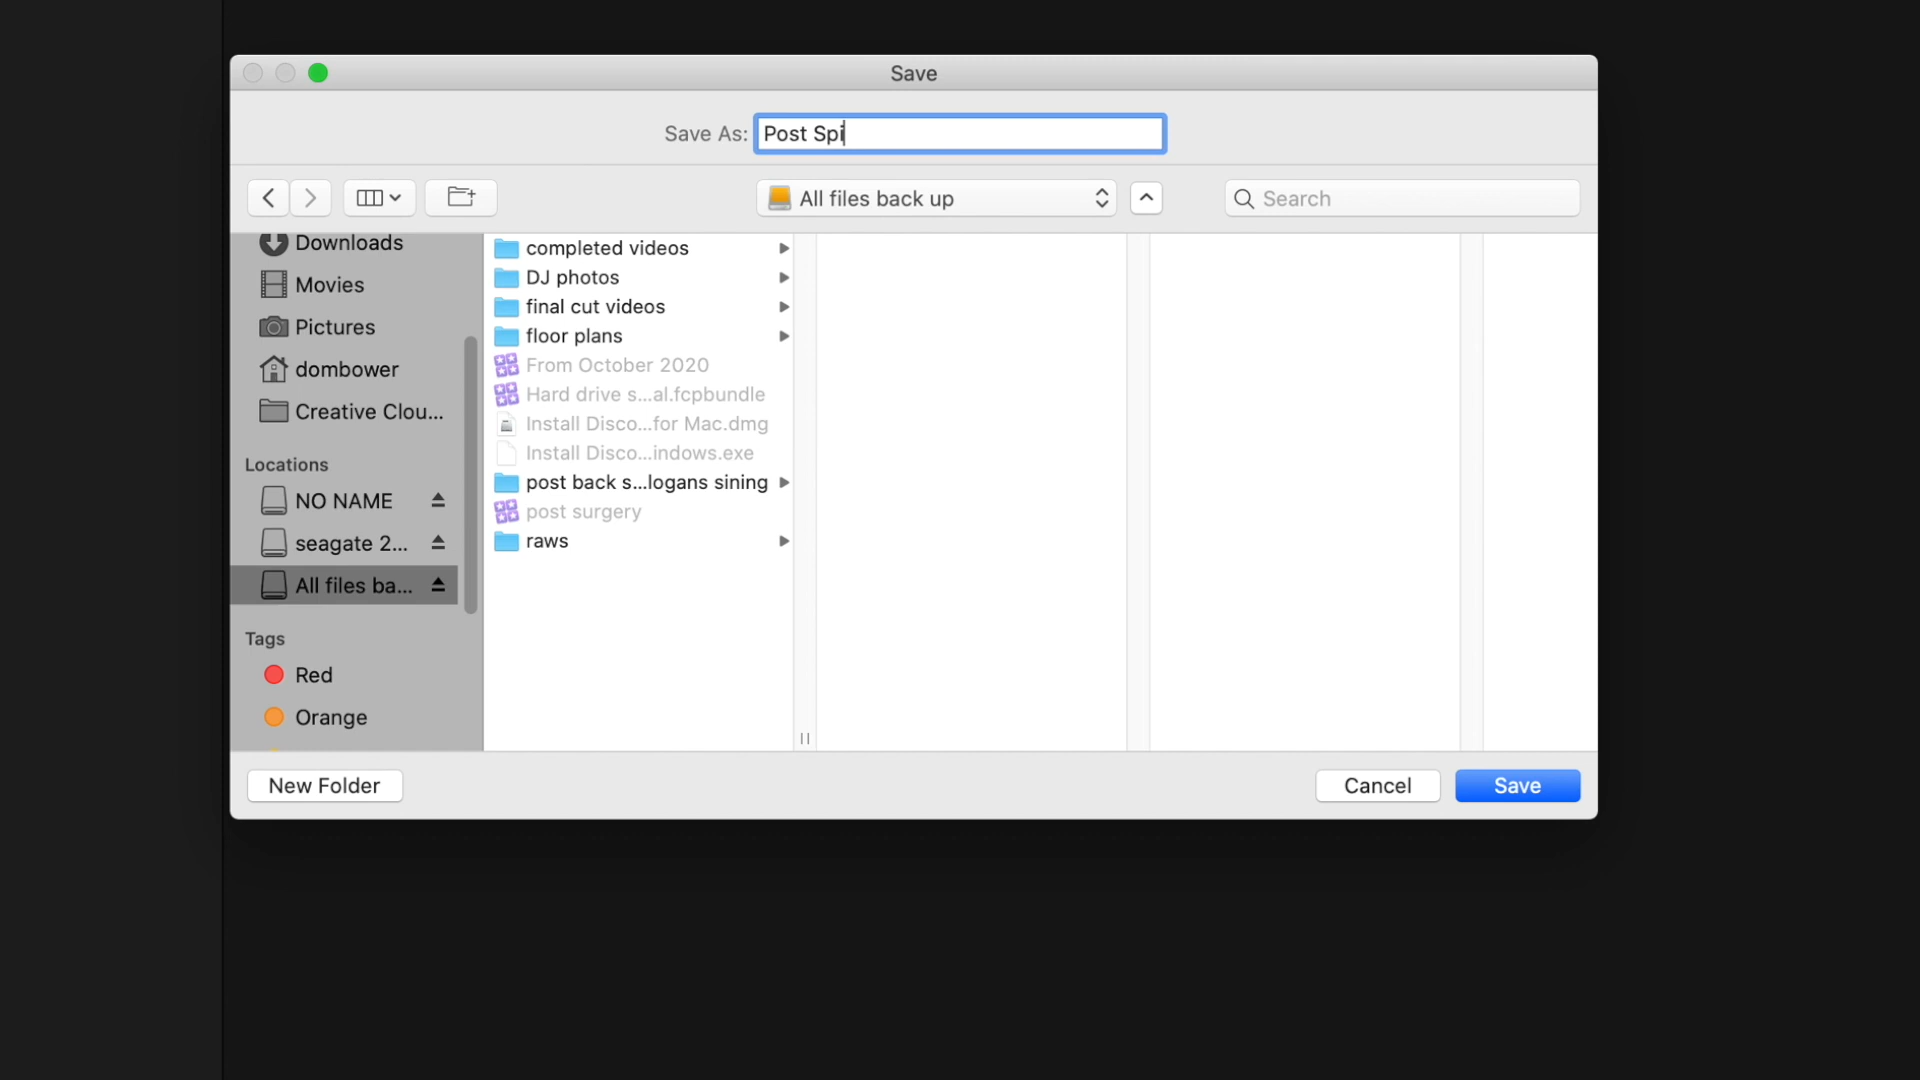 Save
Save As: Post Spi
All files back up
Search
Downloads
Movies
Pictures
dombower
Creative Clou...
Locations
NO NAME
seagate 2...
All files ba...
Tags
Red
Orange
completed videos
DJ photos
final cut videos
floor plans
From October 2020
Hard drive s...al.fcpbundle
Install Disco...for Mac.dmg
Install Disco...indows.exe
post back s...logans sining
post surgery
raws
New Folder
Cancel
Save